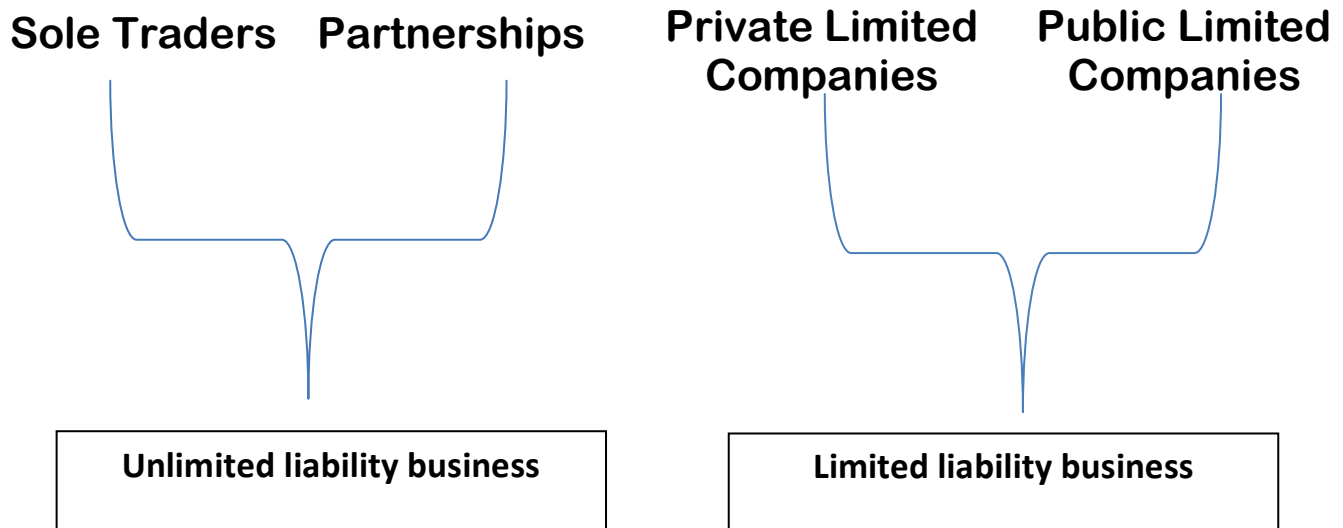 Sole Traders
Partnerships
Private Limited
Companies
Public Limited
Companies
Unlimited liability business
Limited liability business